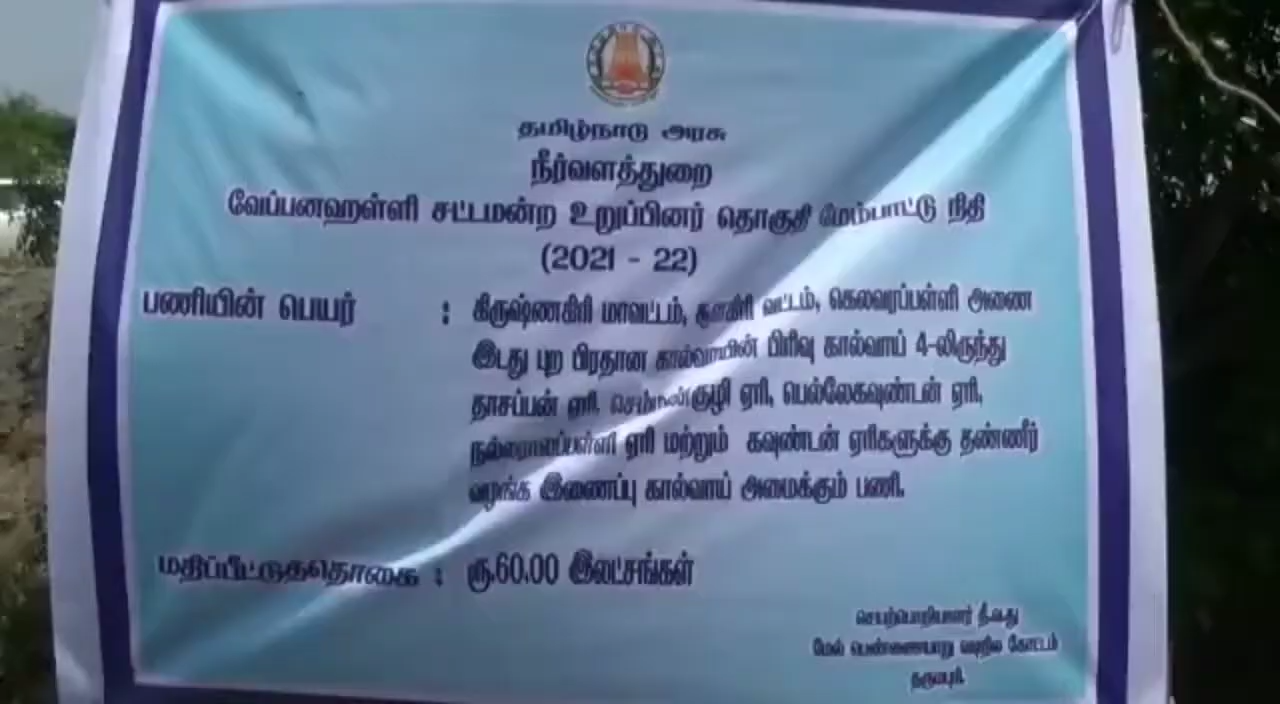 தமிழ்நாடு அரசு
நீர்வளத்துறை
வேப்பனஹள்ளி சட்டமன்ற உறுப்பினர் தொகுதி மேம்பாட்டு நிதி
(2021 - 22)
பணியின் பெயர் : கிருஷ்ணகிரி மாவட்டம், சூளகிரி வட்டம், கெலவரப்பள்ளி அணை
இடது புற பிரதான கால்வாயின் பிரிவு கால்வாய் 4-லிருந்து
தாசப்பன் ஏரி, குழி ஏரி, பெல்லேகவுண்டன் ஏரி,
ஏரி மற்றும் கவுண்டன் ஏரிகளுக்கு தண்ணீர்
வழங்க இணைப்பு கால்வாய் அமைக்கும் பணி.
மதிப்பீட்டுத்தொகை : ரூ.60.00 இலட்சங்கள்
செயற்பொறியாளர் நீ.வ.து
மேல் பெண்ணையாறு வடிநில கோட்டம்
தருமபுரி.